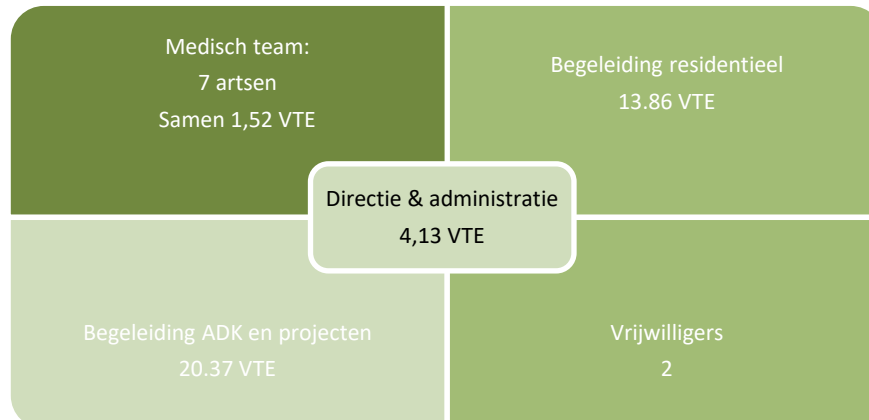 Medisch team:
7 artsen
Samen 1,52 VTE
Begeleiding residentieel
13.86 VTE
Directie & administratie
4,13 VTE
Begeleiding ADK en projecten
20.37 VTE
Vrijwilligers
2